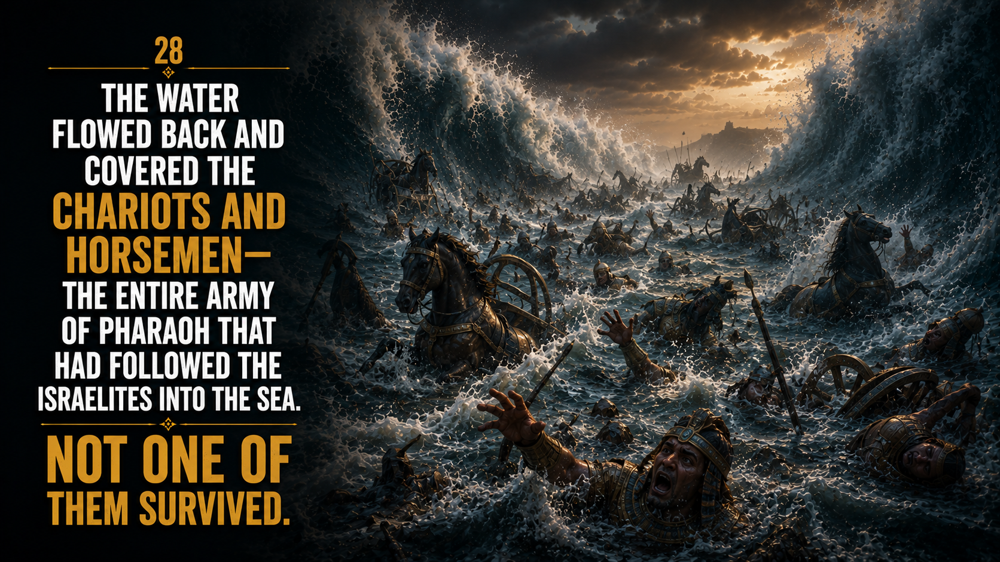 28
THE WATER
FLOWED BACK AND
COVERED THE
CHARIOTS AND
HORSEMEN—
THE ENTIRE ARMY
OF PHARAOH THAT
HAD FOLLOWED THE
ISRAELITES INTO THE SEA.
NOT ONE OF
THEM SURVIVED.